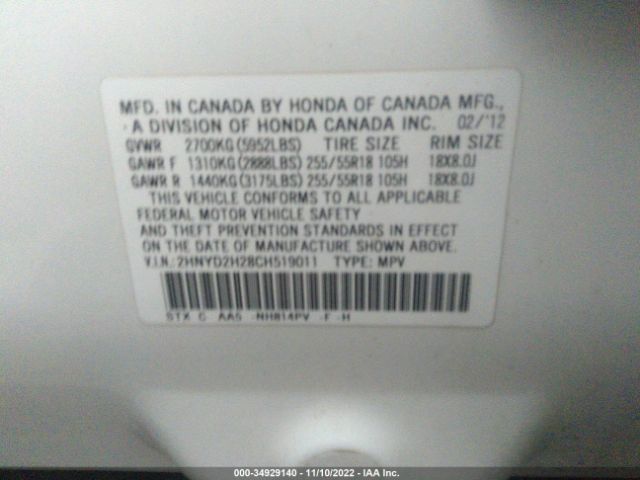 MFD. IN CANADA BY HONDA OF CANADA MFG.,
A DIVISION OF HONDA CANADA INC. 02/'12
GVWR 2700KG(5952LBS) TIRE SIZE RIM SIZE
GAWR F 1310KG(2888LBS) 255/55R18 105H 18X8.0J
GAWR R 1440KG(3175LBS) 255/55R18 105H 18X8.0J
THIS VEHICLE CONFORMS TO ALL APPLICABLE
FEDERAL MOTOR VEHICLE SAFETY
AND THEFT PREVENTION STANDARDS IN EFFECT
ON THE DATE OF MANUFACTURE SHOWN ABOVE.
V.I.N.:2HNYD2H28CH519011 TYPE: MPV
STX C AA5 -NH814PV -F -H
000-34929140 - 11/10/2022 - IAA Inc.